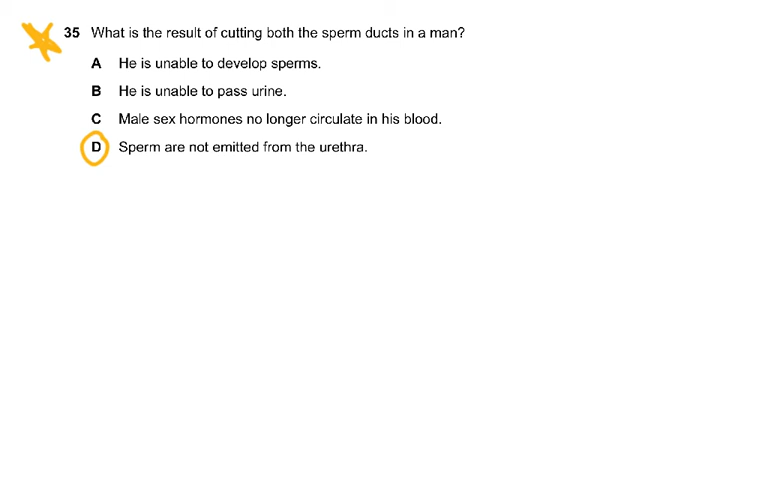 35 What is the result of cutting both the sperm ducts in a man?
A He is unable to develop sperms.
B He is unable to pass urine.
C Male sex hormones no longer circulate in his blood.
D Sperm are not emitted from the urethra.